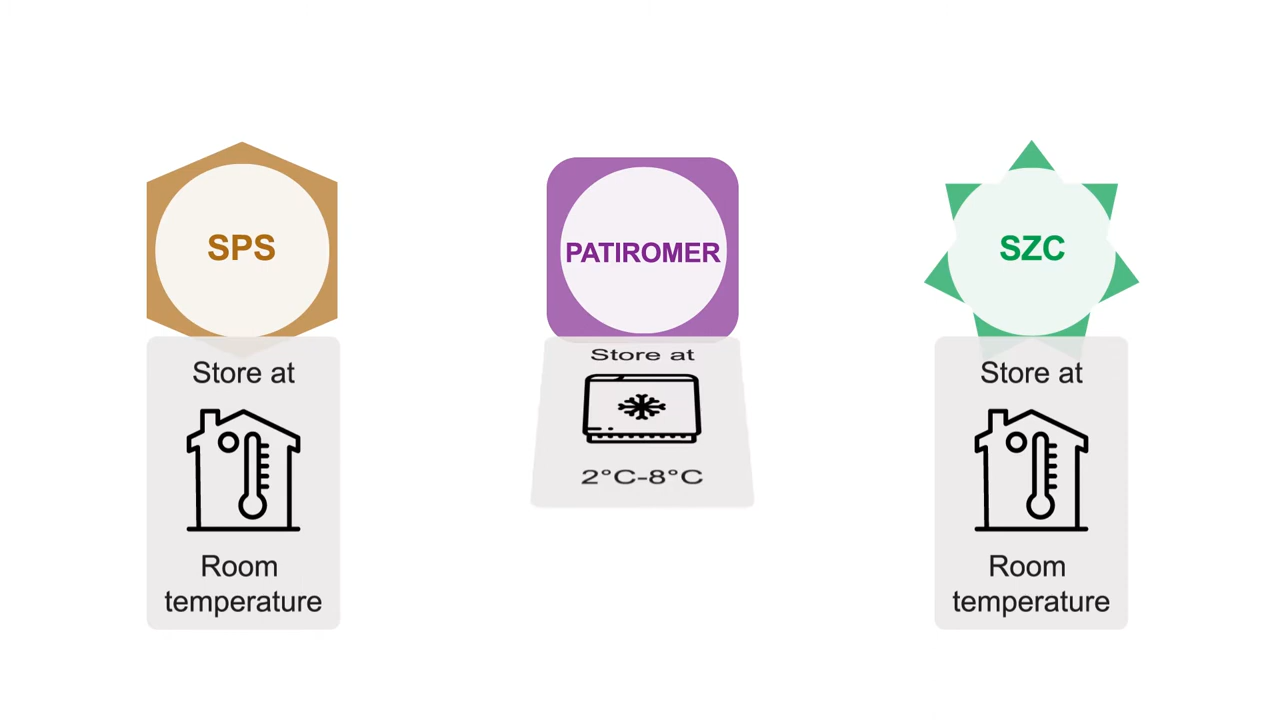 SPS
Store at
Room
temperature
PATIROMER
Store at
2°C-8°C
SZC
Store at
Room
temperature